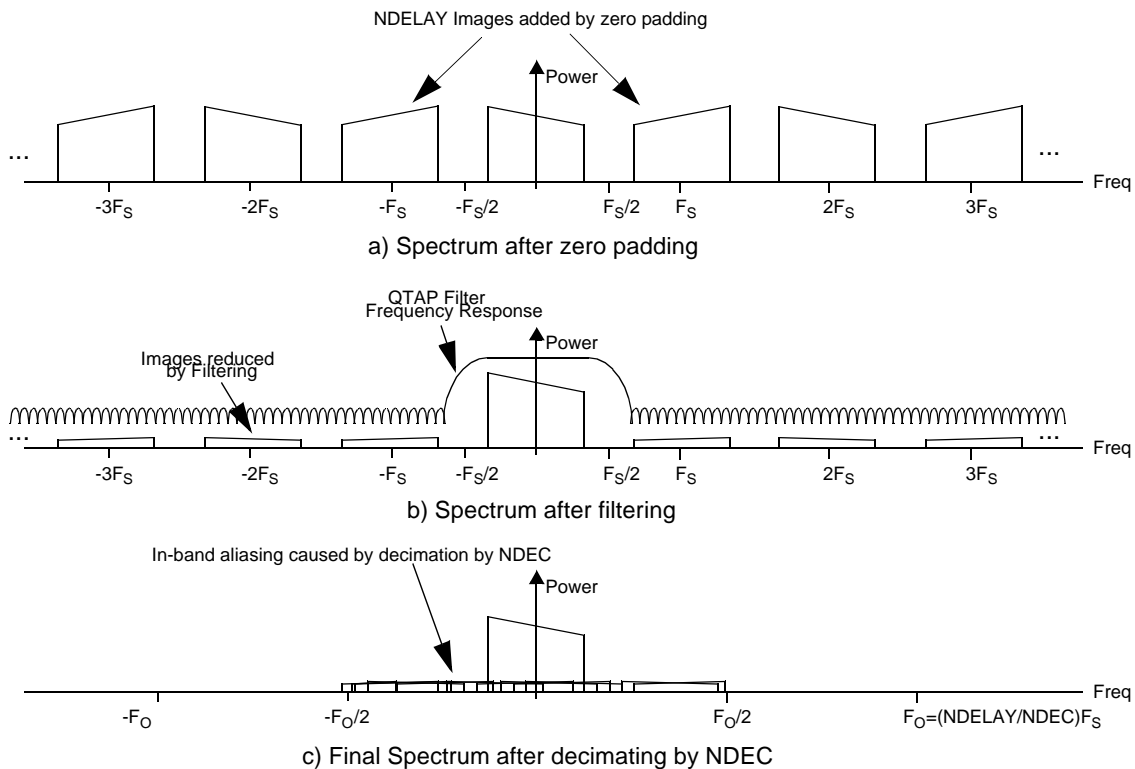 NDELAY Images added by zero padding
Power
...
...
Freq
-3FS -2FS -FS -FS/2 FS/2 FS 2FS 3FS
a) Spectrum after zero padding
QTAP Filter
Frequency Response
Power
Images reduced
by Filtering
...
...
Freq
-3FS -2FS -FS -FS/2 FS/2 FS 2FS 3FS
b) Spectrum after filtering
In-band aliasing caused by decimation by NDEC
Power
Freq
-FO -FO/2 FO/2 FO=(NDELAY/NDEC)FS
c) Final Spectrum after decimating by NDEC